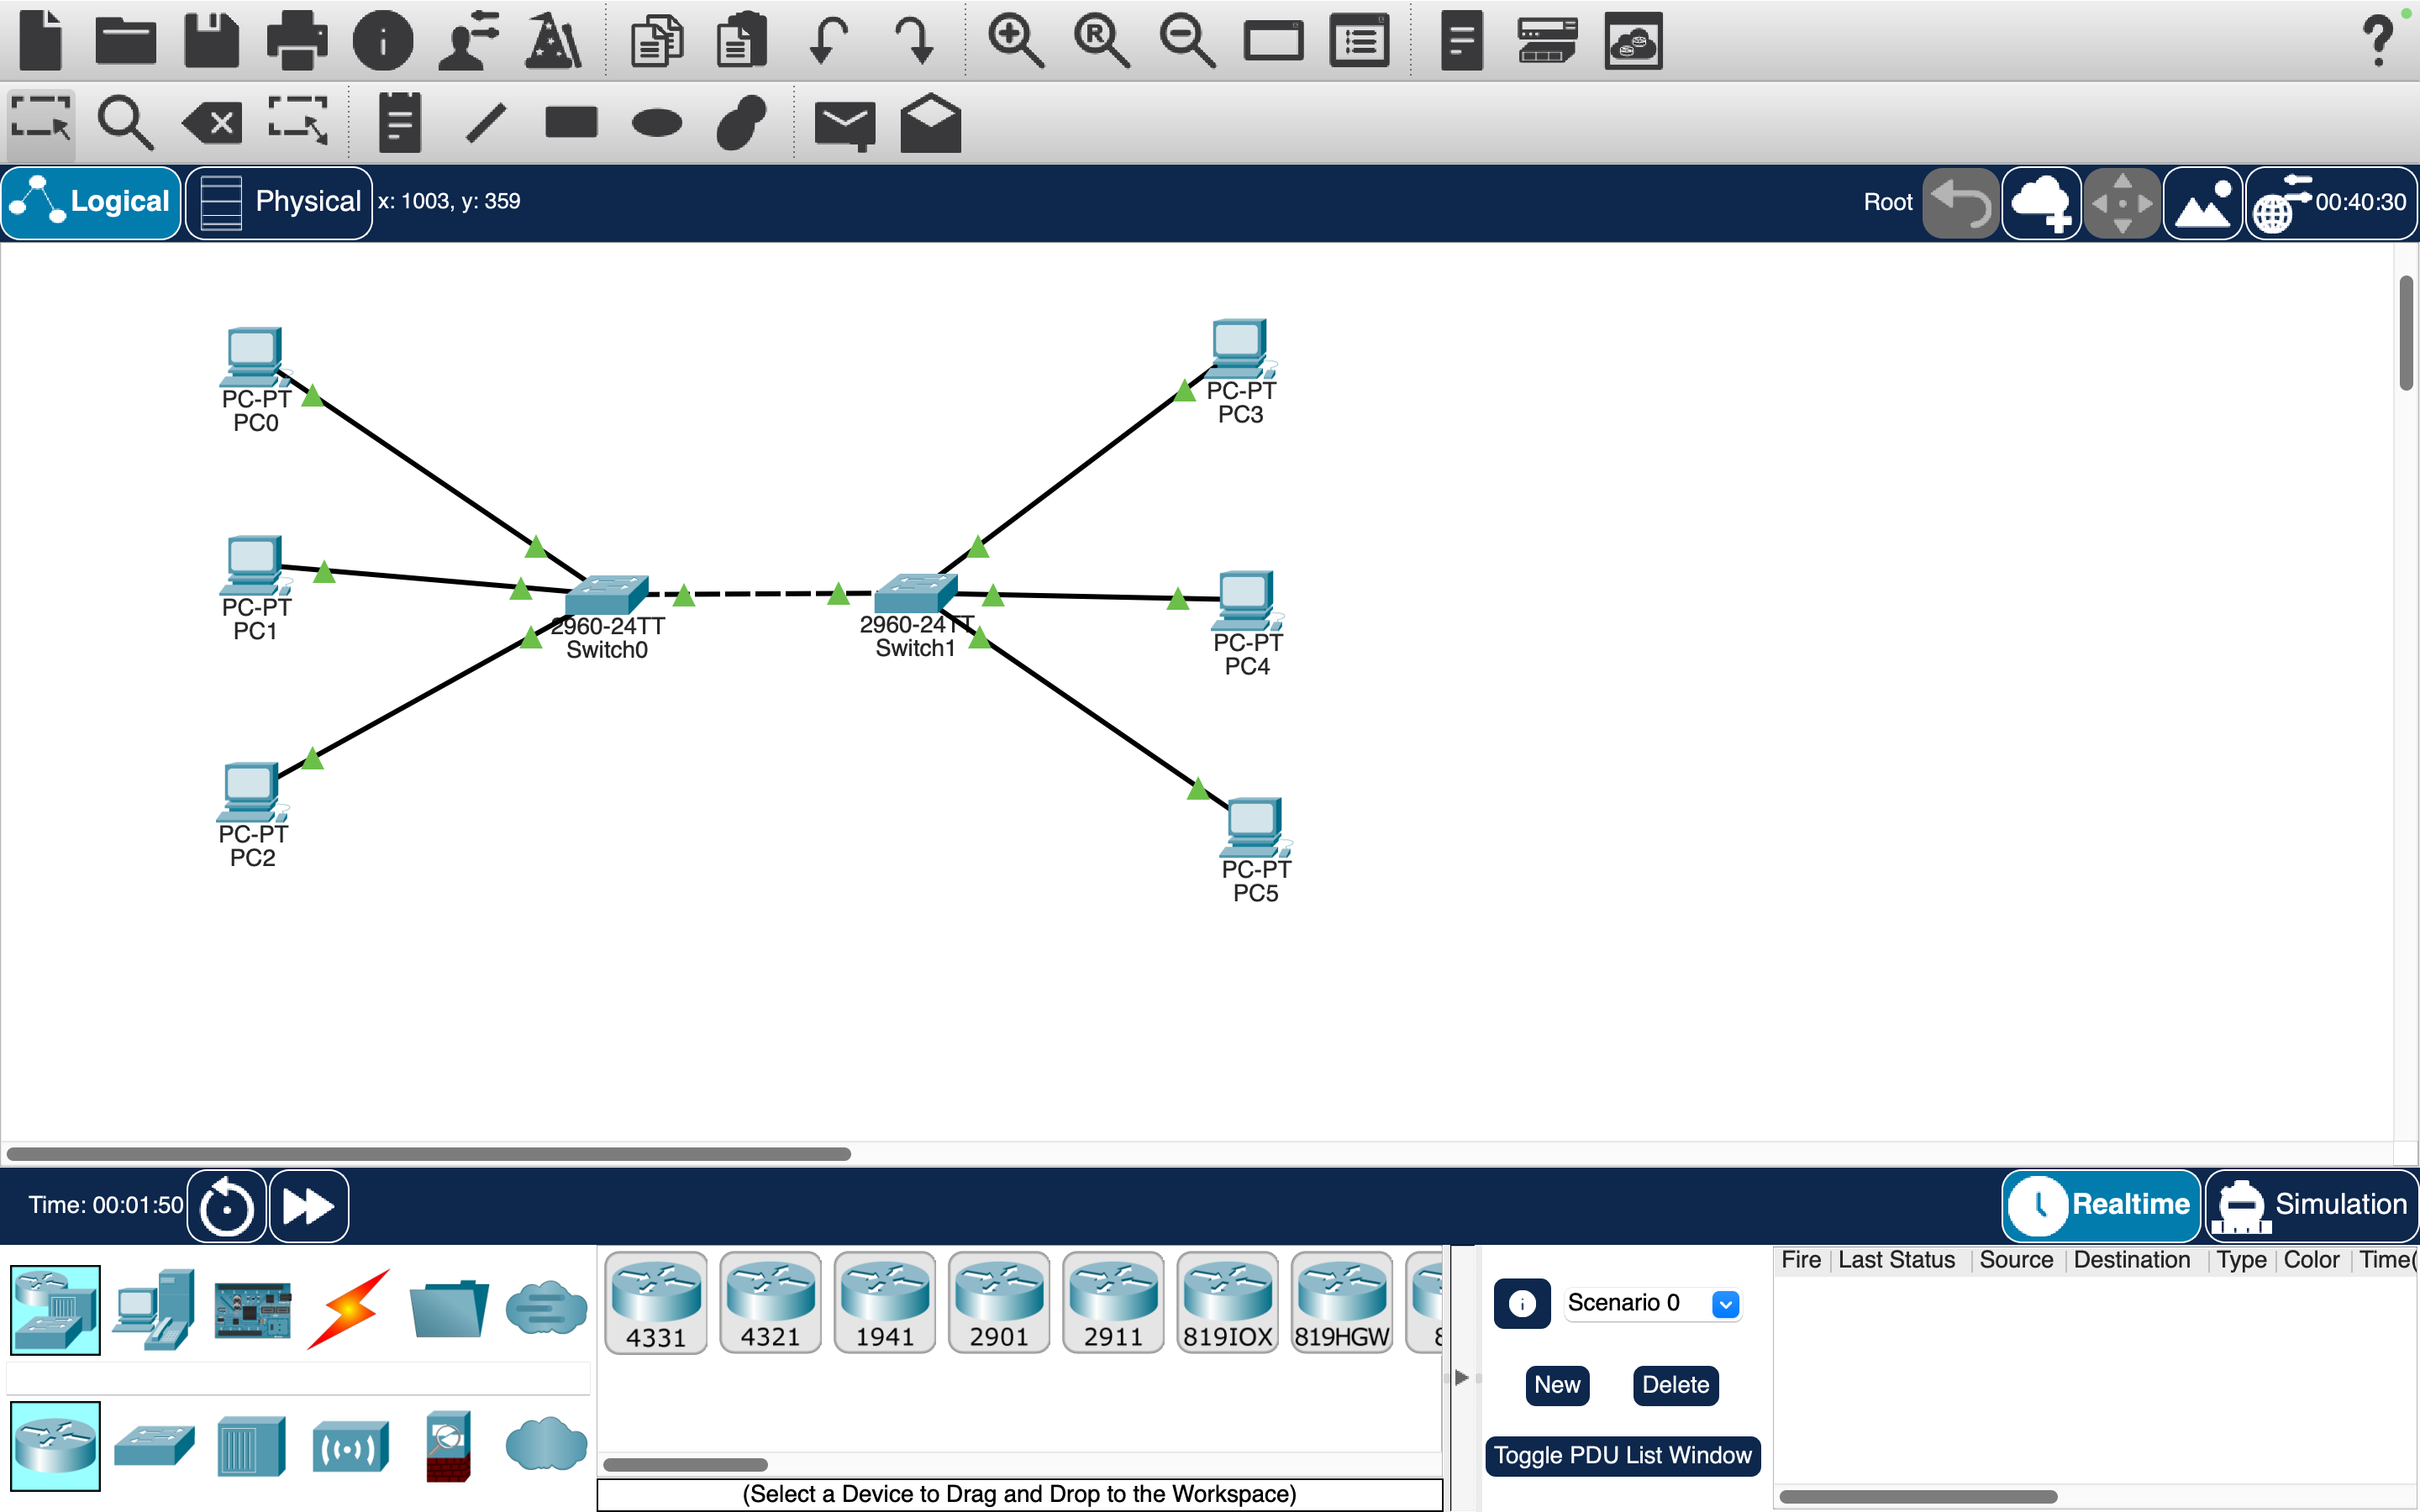 Logical
Physical
x: 1003, y: 359
Root
00:40:30
PC-PT
PC0
PC-PT
PC3
PC-PT
PC1
2960-24TT
Switch0
2960-24TT
Switch1
PC-PT
PC4
PC-PT
PC2
PC-PT
PC5
Time: 00:01:50
Realtime
Simulation
4331
4321
1941
2901
2911
819IOX
819HGW
Scenario 0
New
Delete
Toggle PDU List Window
Fire Last Status Source Destination Type Color Time(
(Select a Device to Drag and Drop to the Workspace)